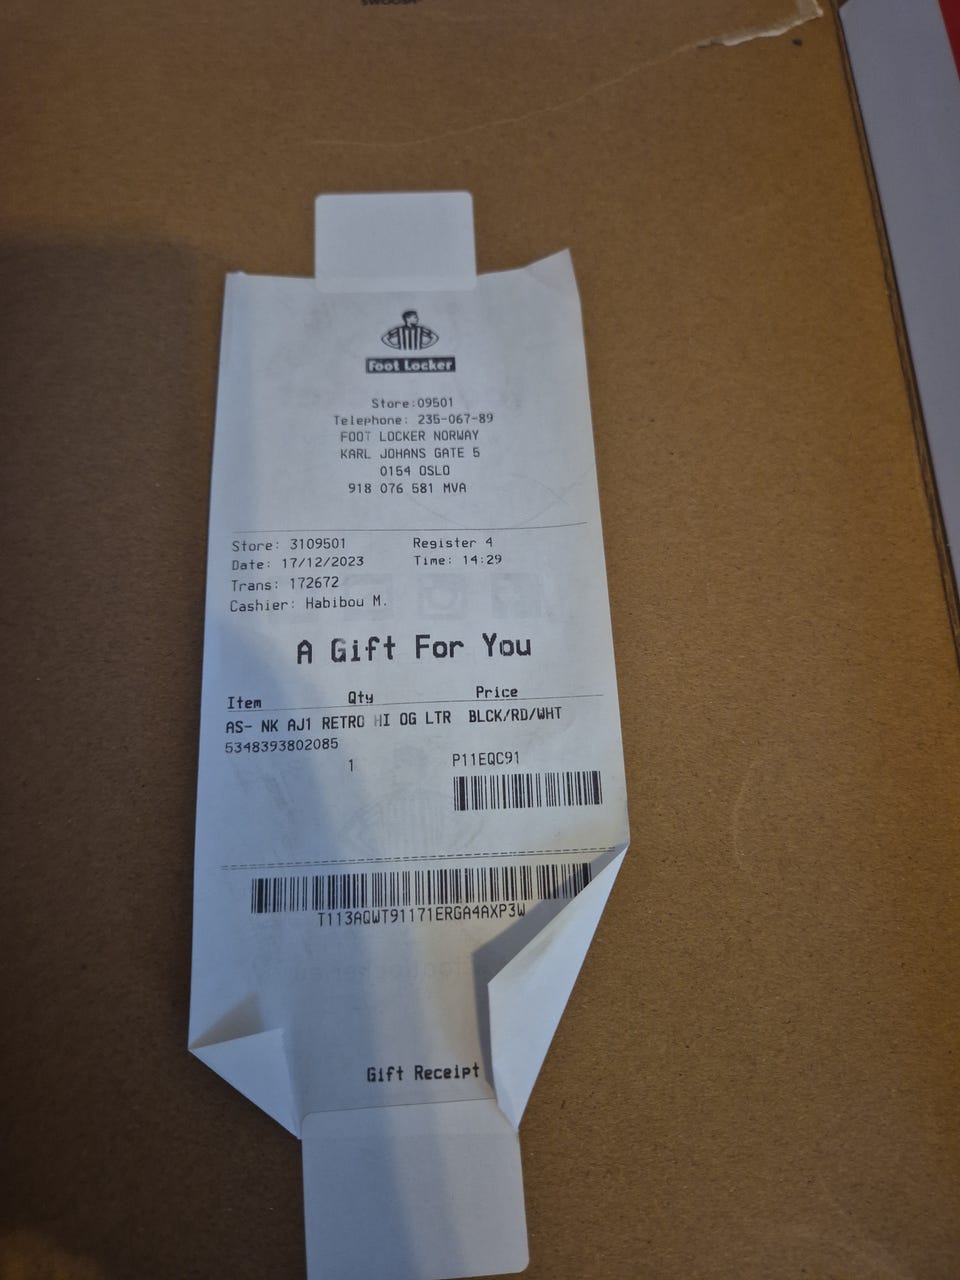 Foot Locker
Store:09501
Telephone: 235-067-89
FOOT LOCKER NORWAY
KARL JOHANS GATE 5
0154 OSLO
918 076 581 MVA
Store: 3109501 Register 4
Date: 17/12/2023 Time: 14:29
Trans: 172672
Cashier: Habibou M.
A Gift For You
Item Qty Price
AS- NK AJ1 RETRO HI OG LTR BLCK/RD/WHT
5348393802085
1 P11EQC91
T113AQWT91171ERGA4AXP3W
Gift Receipt